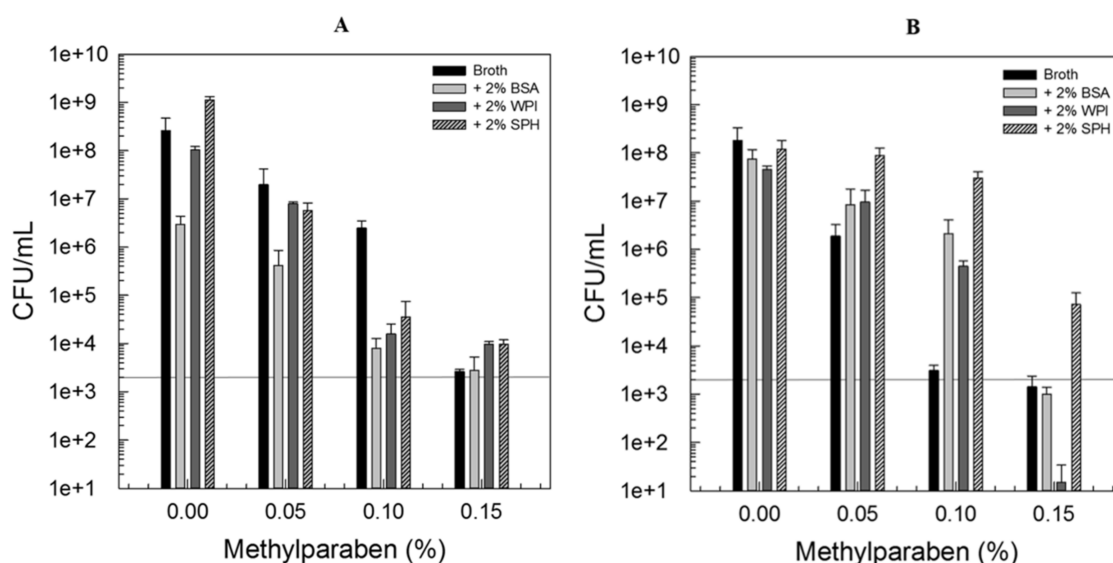 A
1e+10
1e+9
1e+8
1e+7
1e+6
1e+5
1e+4
1e+3
1e+2
1e+1
CFU/mL
Broth
+ 2% BSA
+ 2% WPI
+ 2% SPH
0.00 0.05 0.10 0.15
Methylparaben (%)
B
1e+10
1e+9
1e+8
1e+7
1e+6
1e+5
1e+4
1e+3
1e+2
1e+1
CFU/mL
Broth
+ 2% BSA
+ 2% WPI
+ 2% SPH
0.00 0.05 0.10 0.15
Methylparaben (%)